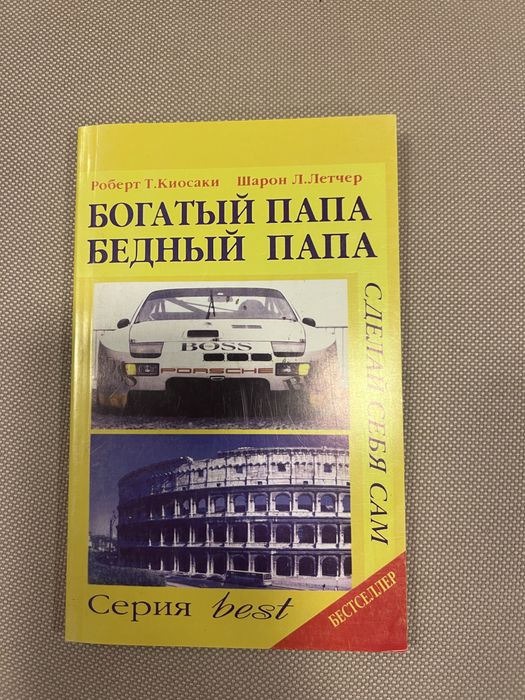 Роберт Т.Киосаки Шарон Л.Летчер
БОГАТЫЙ ПАПА
БЕДНЫЙ ПАПА
BOSS
PORSCHE
СДЕЛАЙ СЕБЯ САМ
Серия best
БЕСТСЕЛЛЕР